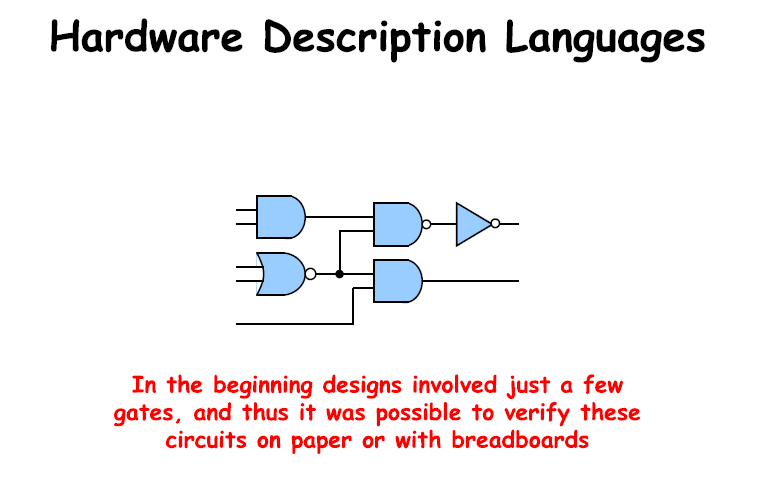 Hardware Description Languages
In the beginning designs involved just a few
gates, and thus it was possible to verify these
circuits on paper or with breadboards